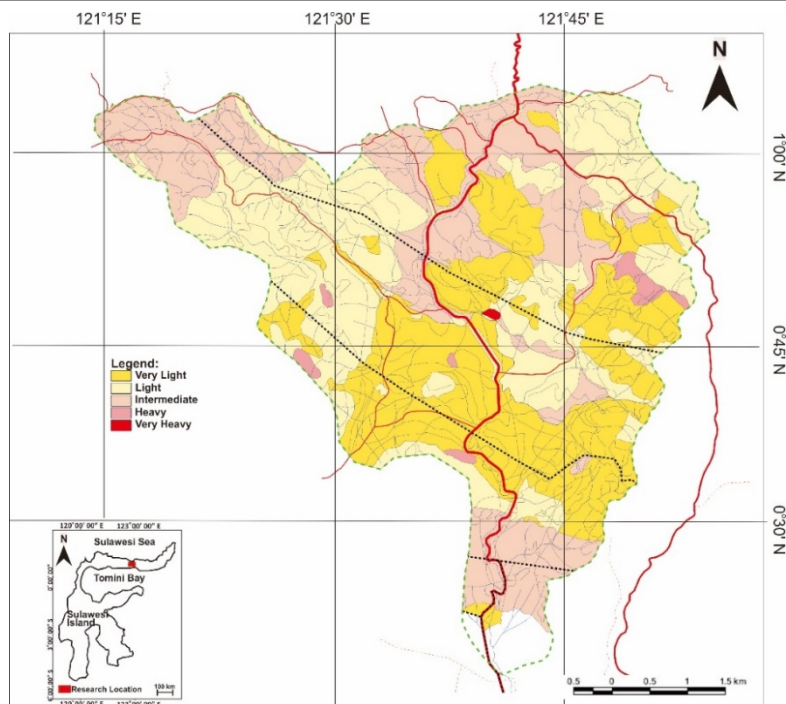 121°15' E
121°30' E
121°45' E
N
1°00' N
0°45' N
0°30' N
Legend:
Very Light
Light
Intermediate
Heavy
Very Heavy
N
Sulawesi Sea
Tomini Bay
Sulawesi
Island
Research Location
100 km
0.5
0
0.5
1
1.5 km